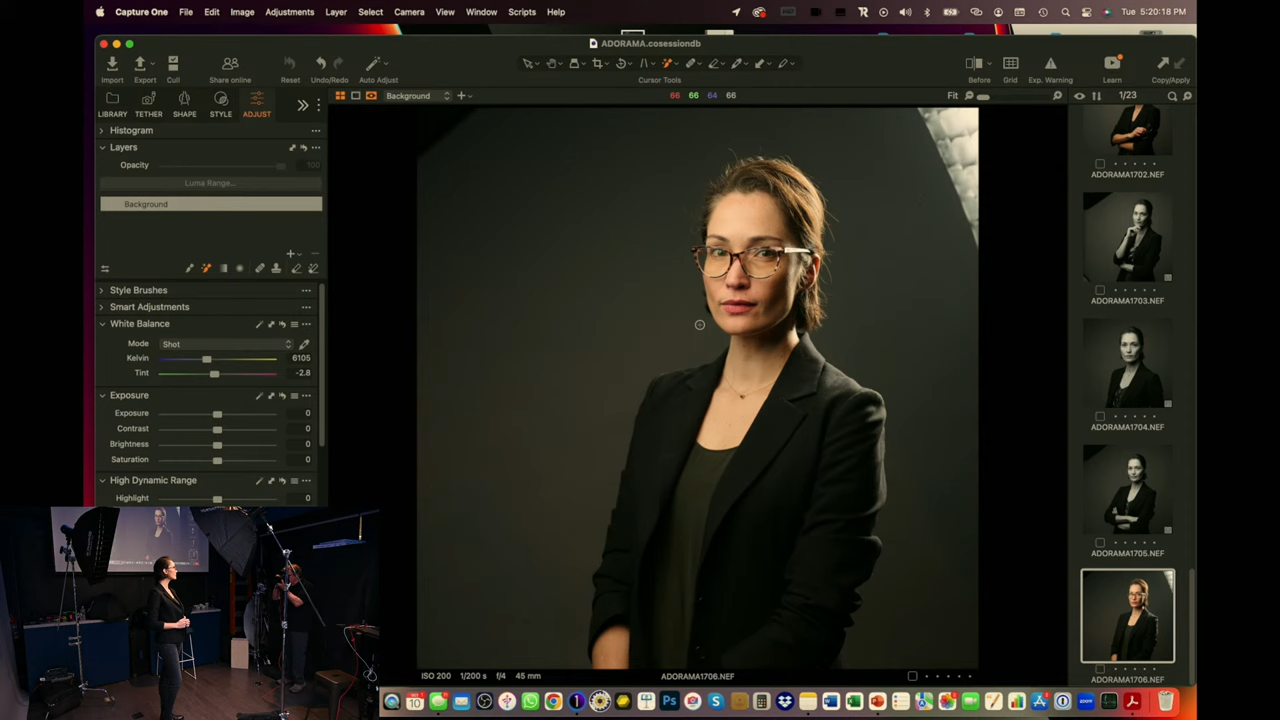 Capture One File Edit Image Adjustments Layer Select Camera View Window Scripts Help
Tue 5:20:18 PM
ADORAMA.cosessiondb
Import Export Cull Share online Reset Undo/Redo Auto Adjust Cursor Tools Before Grid Exp. Warning Learn Copy/Apply
Background 66 66 64 66 Fit 1/23
LIBRARY TETHER SHAPE STYLE ADJUST
Histogram
Layers
Opacity 100
Luma Range...
Background
Style Brushes
Smart Adjustments
White Balance
Mode Shot
Kelvin 6105
Tint -2.8
Exposure
Exposure 0
Contrast 0
Brightness 0
Saturation 0
High Dynamic Range
Highlight 0
ADORAMA1702.NEF
ADORAMA1703.NEF
ADORAMA1704.NEF
ADORAMA1705.NEF
ADORAMA1706.NEF
ISO 200 1/200 s f/4 45 mm ADORAMA1706.NEF